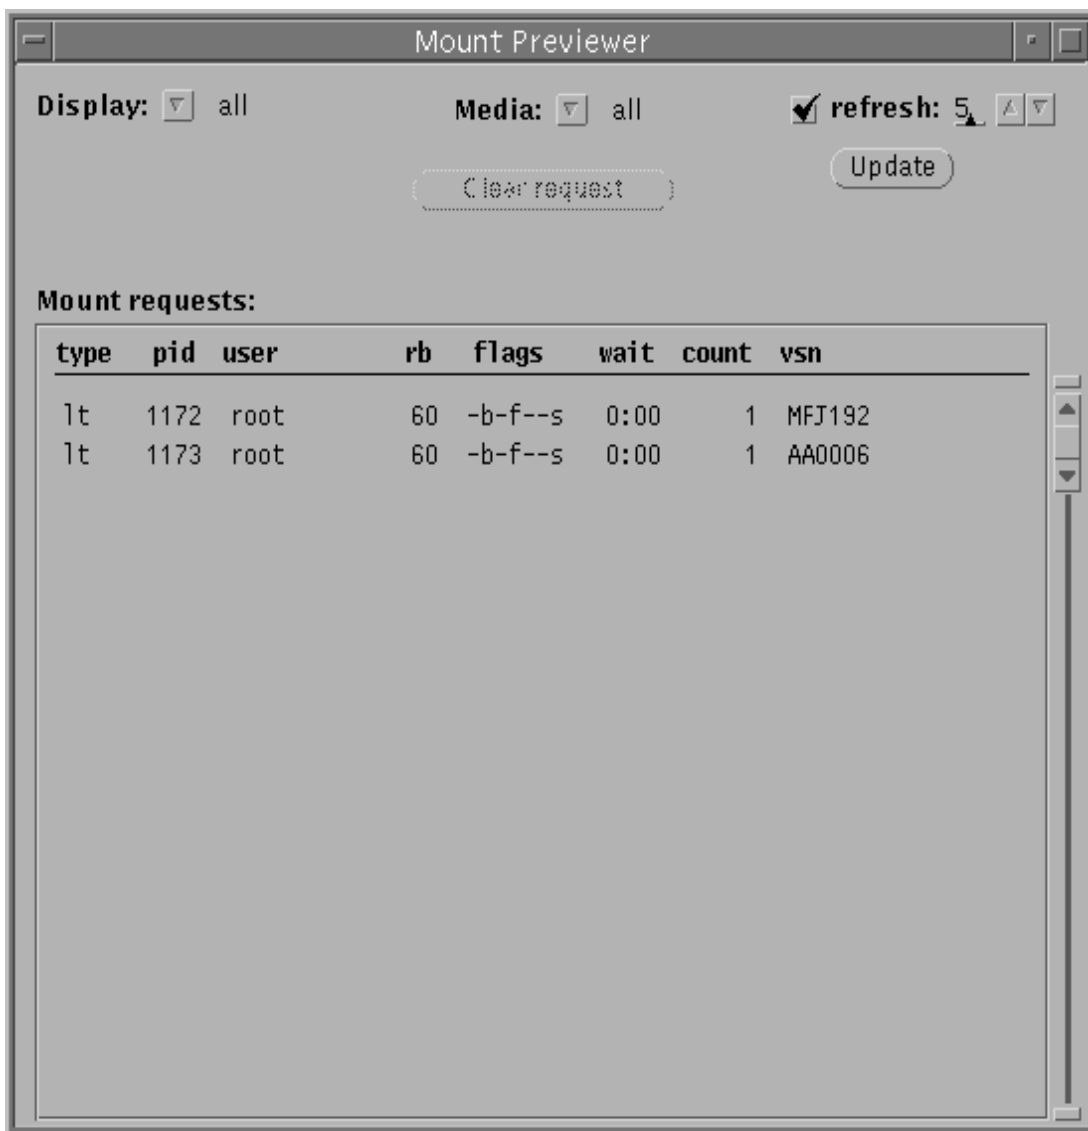 Mount Previewer
Display: all Media: all refresh: 5
Clear request Update
Mount requests:
type pid user rb flags wait count vsn
lt 1172 root 60 -b-f--s 0:00 1 MFJ192
lt 1173 root 60 -b-f--s 0:00 1 AA0006